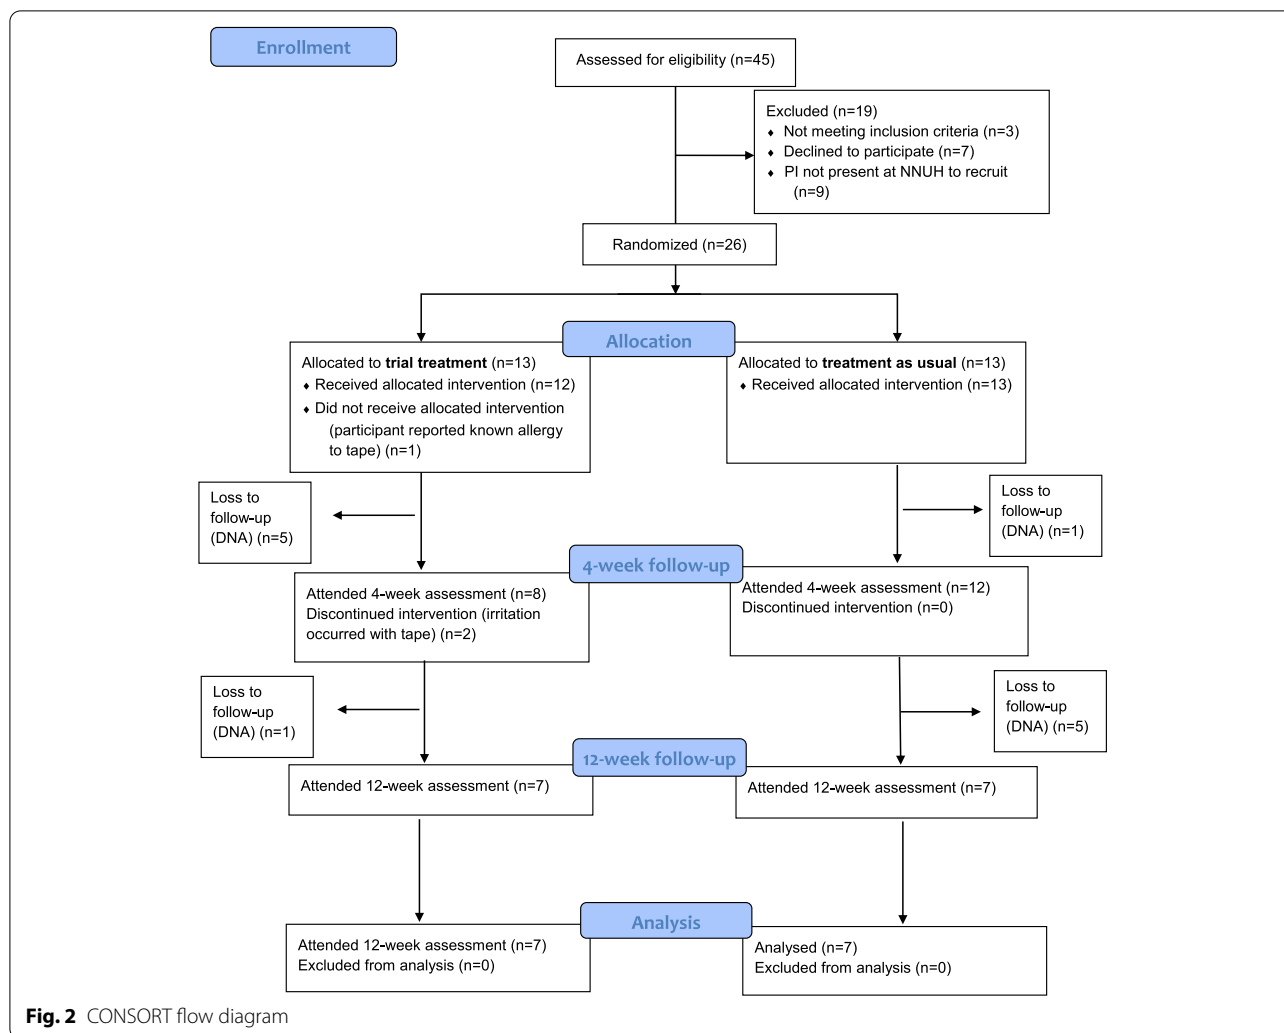 Enrollment
Assessed for eligibility (n=45)
Excluded (n=19)
♦ Not meeting inclusion criteria (n=3)
♦ Declined to participate (n=7)
♦ PI not present at NNUH to recruit
(n=9)
Randomized (n=26)
Allocation
Allocated to trial treatment (n=13)
♦ Received allocated intervention (n=12)
♦ Did not receive allocated intervention
(participant reported known allergy
to tape) (n=1)
Allocated to treatment as usual (n=13)
♦ Received allocated intervention (n=13)
Loss to
follow-up
(DNA) (n=5)
Loss to
follow-up
(DNA) (n=1)
4-week follow-up
Attended 4-week assessment (n=8)
Discontinued intervention (irritation
occurred with tape) (n=2)
Attended 4-week assessment (n=12)
Discontinued intervention (n=0)
Loss to
follow-up
(DNA) (n=1)
Loss to
follow-up
(DNA) (n=5)
12-week follow-up
Attended 12-week assessment (n=7)
Attended 12-week assessment (n=7)
Analysis
Attended 12-week assessment (n=7)
Excluded from analysis (n=0)
Analysed (n=7)
Excluded from analysis (n=0)
Fig. 2 CONSORT flow diagram